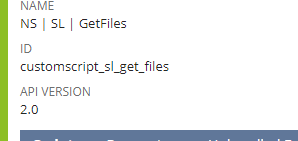 NAME
NS | SL | GetFiles
ID
customscript_sl_get_files
API VERSION
2.0